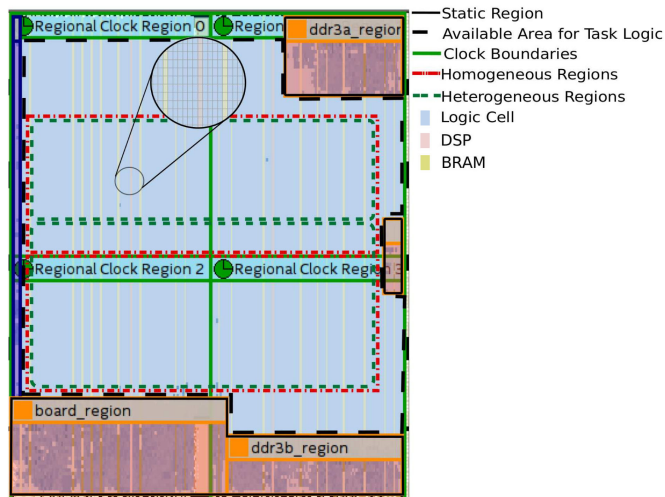 Regional Clock Region 0
Region
ddr3a_region
Static Region
Available Area for Task Logic
Clock Boundaries
Homogeneous Regions
Heterogeneous Regions
Logic Cell
DSP
BRAM
Regional Clock Region 2
Regional Clock Region 3
board_region
ddr3b_region